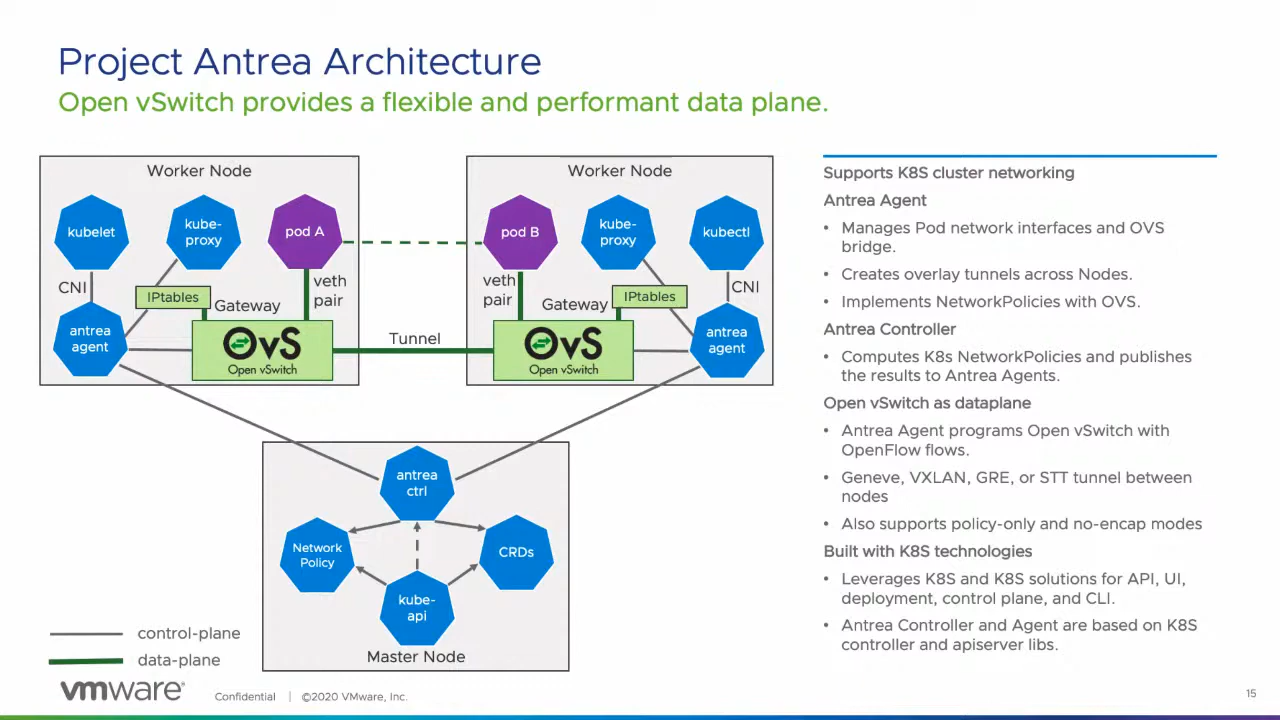 Project Antrea Architecture
Open vSwitch provides a flexible and performant data plane.
Worker Node
kubelet
kube-
proxy
pod A
CNI
IPtables
Gateway
veth
pair
antrea
agent
OvS
Open vSwitch
Tunnel
Worker Node
pod B
kube-
proxy
kubectl
veth
pair
Gateway
IPtables
CNI
OvS
Open vSwitch
antrea
agent
antrea
ctrl
Network
Policy
CRDs
kube-
api
Master Node
control-plane
data-plane
Supports K8S cluster networking
Antrea Agent
• Manages Pod network interfaces and OVS
bridge.
• Creates overlay tunnels across Nodes.
• Implements NetworkPolicies with OVS.
Antrea Controller
• Computes K8s NetworkPolicies and publishes
the results to Antrea Agents.
Open vSwitch as dataplane
• Antrea Agent programs Open vSwitch with
OpenFlow flows.
• Geneve, VXLAN, GRE, or STT tunnel between
nodes
• Also supports policy-only and no-encap modes
Built with K8S technologies
• Leverages K8S and K8S solutions for API, UI,
deployment, control plane, and CLI.
• Antrea Controller and Agent are based on K8S
controller and apiserver libs.
vmware®
Confidential | ©2020 VMware, Inc.
15